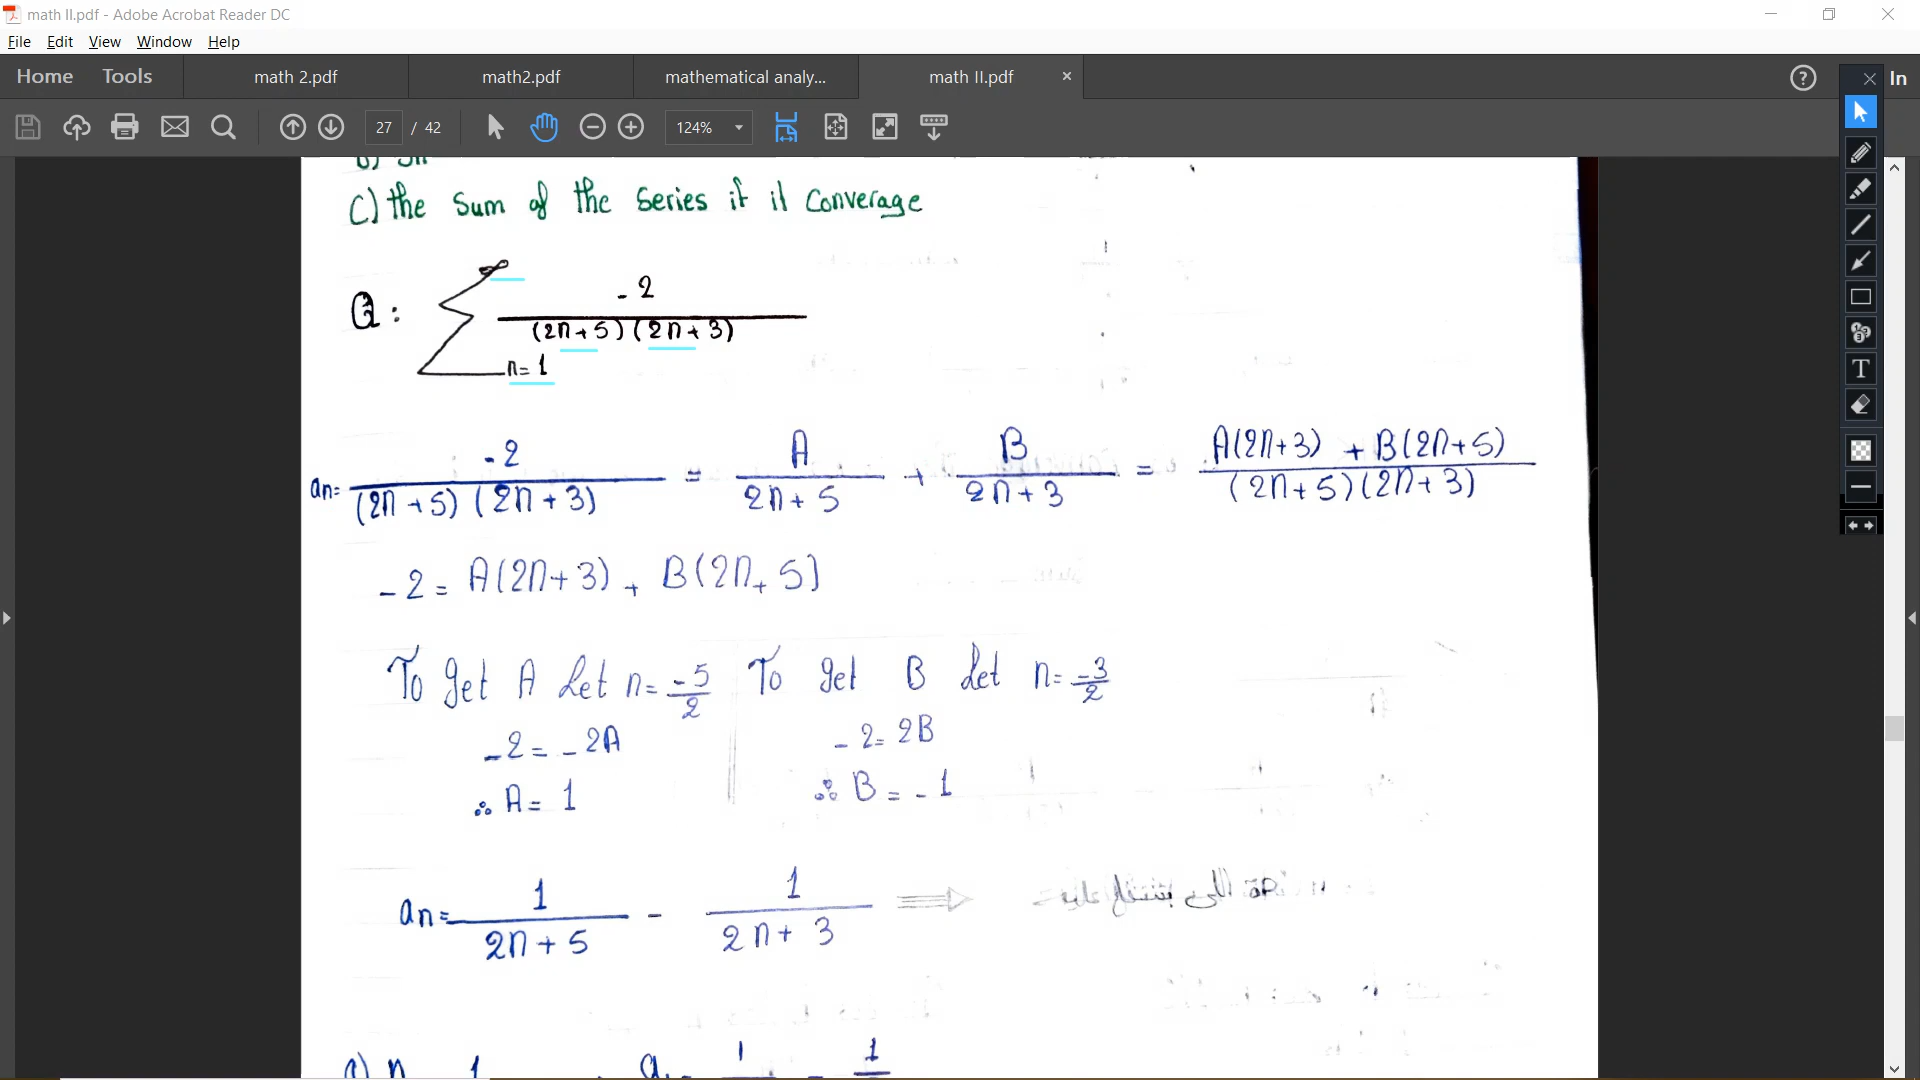 math II.pdf - Adobe Acrobat Reader DC
File Edit View Window Help
Home Tools math 2.pdf math2.pdf mathematical analy... math II.pdf × ? In
27 / 42 124%
C) the sum of the series if it converage
Q: ∑ n=1 ∞ -2 / (2n+5)(2n+3)
an= -2 / (2n+5)(2n+3) = A / 2n+5 + B / 2n+3 = A(2n+3) + B(2n+5) / (2n+5)(2n+3)
-2 = A(2n+3) + B(2n+5)
To get A let n= -5/2 To get B let n= -3/2
-2 = -2A -2 = 2B
∴ A = 1 ∴ B = -1
an= 1 / 2n+5 - 1 / 2n+3 ⟹